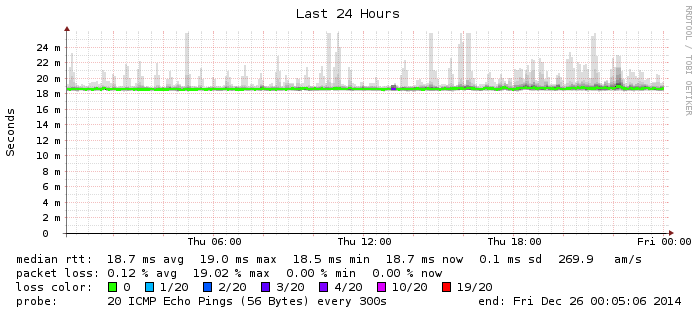 Last 24 Hours
RRDTOOL / TOBI OETIKER
Seconds
24 m
22 m
20 m
18 m
16 m
14 m
12 m
10 m
8 m
6 m
4 m
2 m
0
Thu 06:00 Thu 12:00 Thu 18:00 Fri 00:00
median rtt: 18.7 ms avg 19.0 ms max 18.5 ms min 18.7 ms now 0.1 ms sd 269.9 am/s
packet loss: 0.12 % avg 19.02 % max 0.00 % min 0.00 % now
loss color: 0 1/20 2/20 3/20 4/20 10/20 19/20
probe: 20 ICMP Echo Pings (56 Bytes) every 300s end: Fri Dec 26 00:05:06 2014